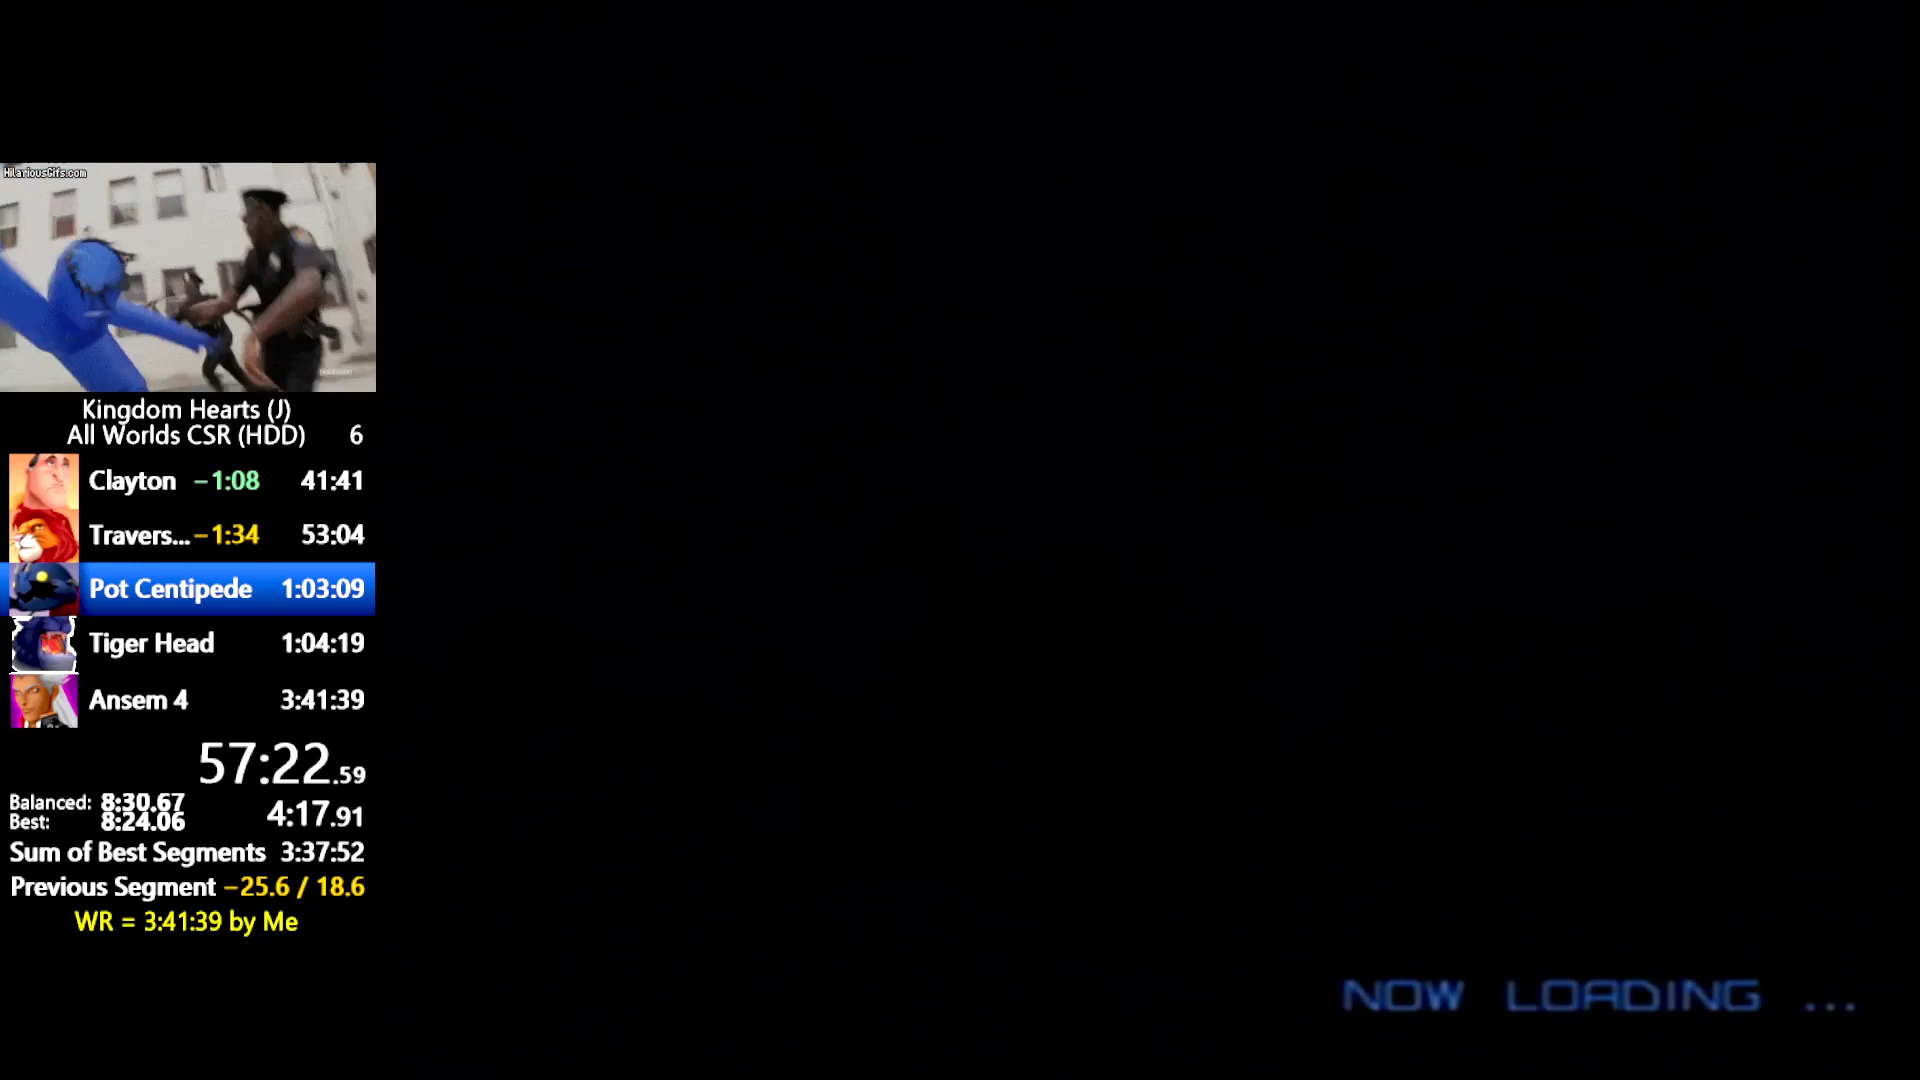 HilariousGifs.com
Kingdom Hearts (J)
All Worlds CSR (HDD) 6
Clayton −1:08 41:41
Travers... −1:34 53:04
Pot Centipede 1:03:09
Tiger Head 1:04:19
Ansem 4 3:41:39
57:22.59
Balanced: 8:30.67
Best: 8:24.06
4:17.91
Sum of Best Segments 3:37:52
Previous Segment −25.6 / 18.6
WR = 3:41:39 by Me
NOW LOADING ...